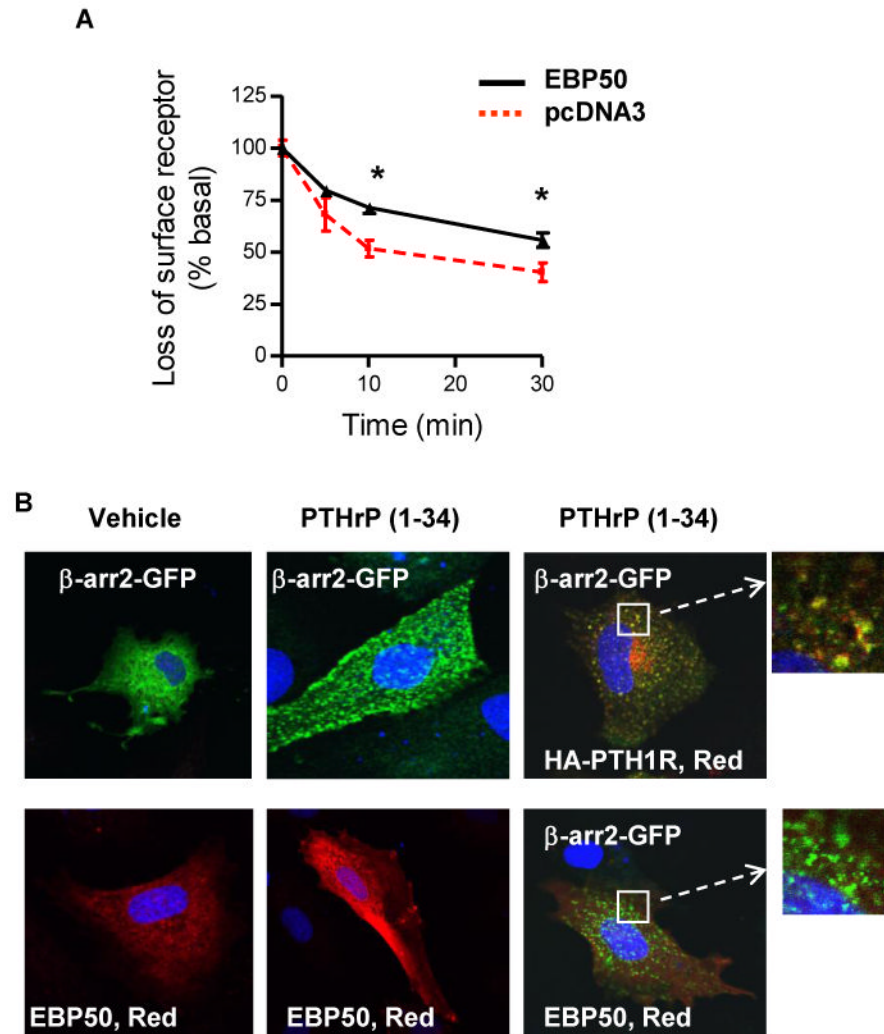 A
EBP50
pcDNA3
Loss of surface receptor
(% basal)
125
100
75
50
25
0
*
*
0
10
20
30
Time (min)
B
Vehicle
PTHrP (1-34)
PTHrP (1-34)
β-arr2-GFP
β-arr2-GFP
β-arr2-GFP
HA-PTH1R, Red
EBP50, Red
EBP50, Red
β-arr2-GFP
EBP50, Red